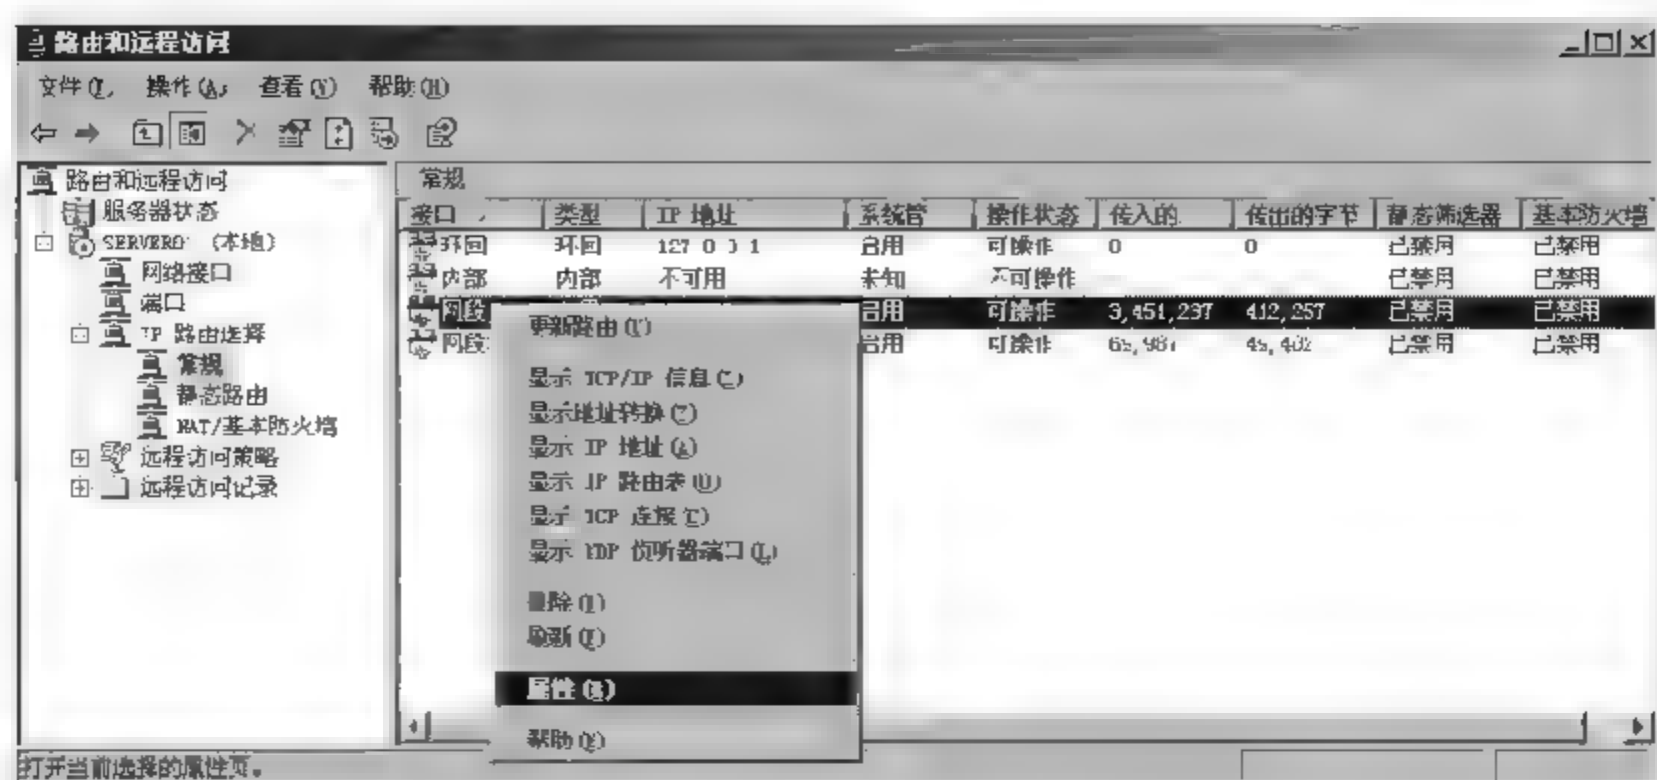 路由和远程访问
文件(F) 操作(A) 查看(V) 帮助(H)
路由和远程访问
服务器状态
SERVER01 (本地)
网络接口
端口
IP 路由选择
常规
静态路由
NAT/基本防火墙
远程访问策略
远程访问记录
常规
接口 类型 IP 地址 系统管 操作状态 传入的 传出的字节 静态筛选器 基本防火墙
环回 环回 127.0.0.1 启用 可操作 0 0 已禁用 已禁用
内部 内部 不可用 未知 不可操作 已禁用 已禁用
网段 启用 可操作 3,451,297 412,257 已禁用 已禁用
网段 启用 可操作 已禁用 已禁用
更新路由
显示 TCP/IP 信息
显示地址转换
显示 IP 地址(A)
显示 IP 路由表
显示 TCP 连接
显示 UDP 侦听器端口(L)
删除
刷新
属性(R)
帮助
打开当前选择的属性页。